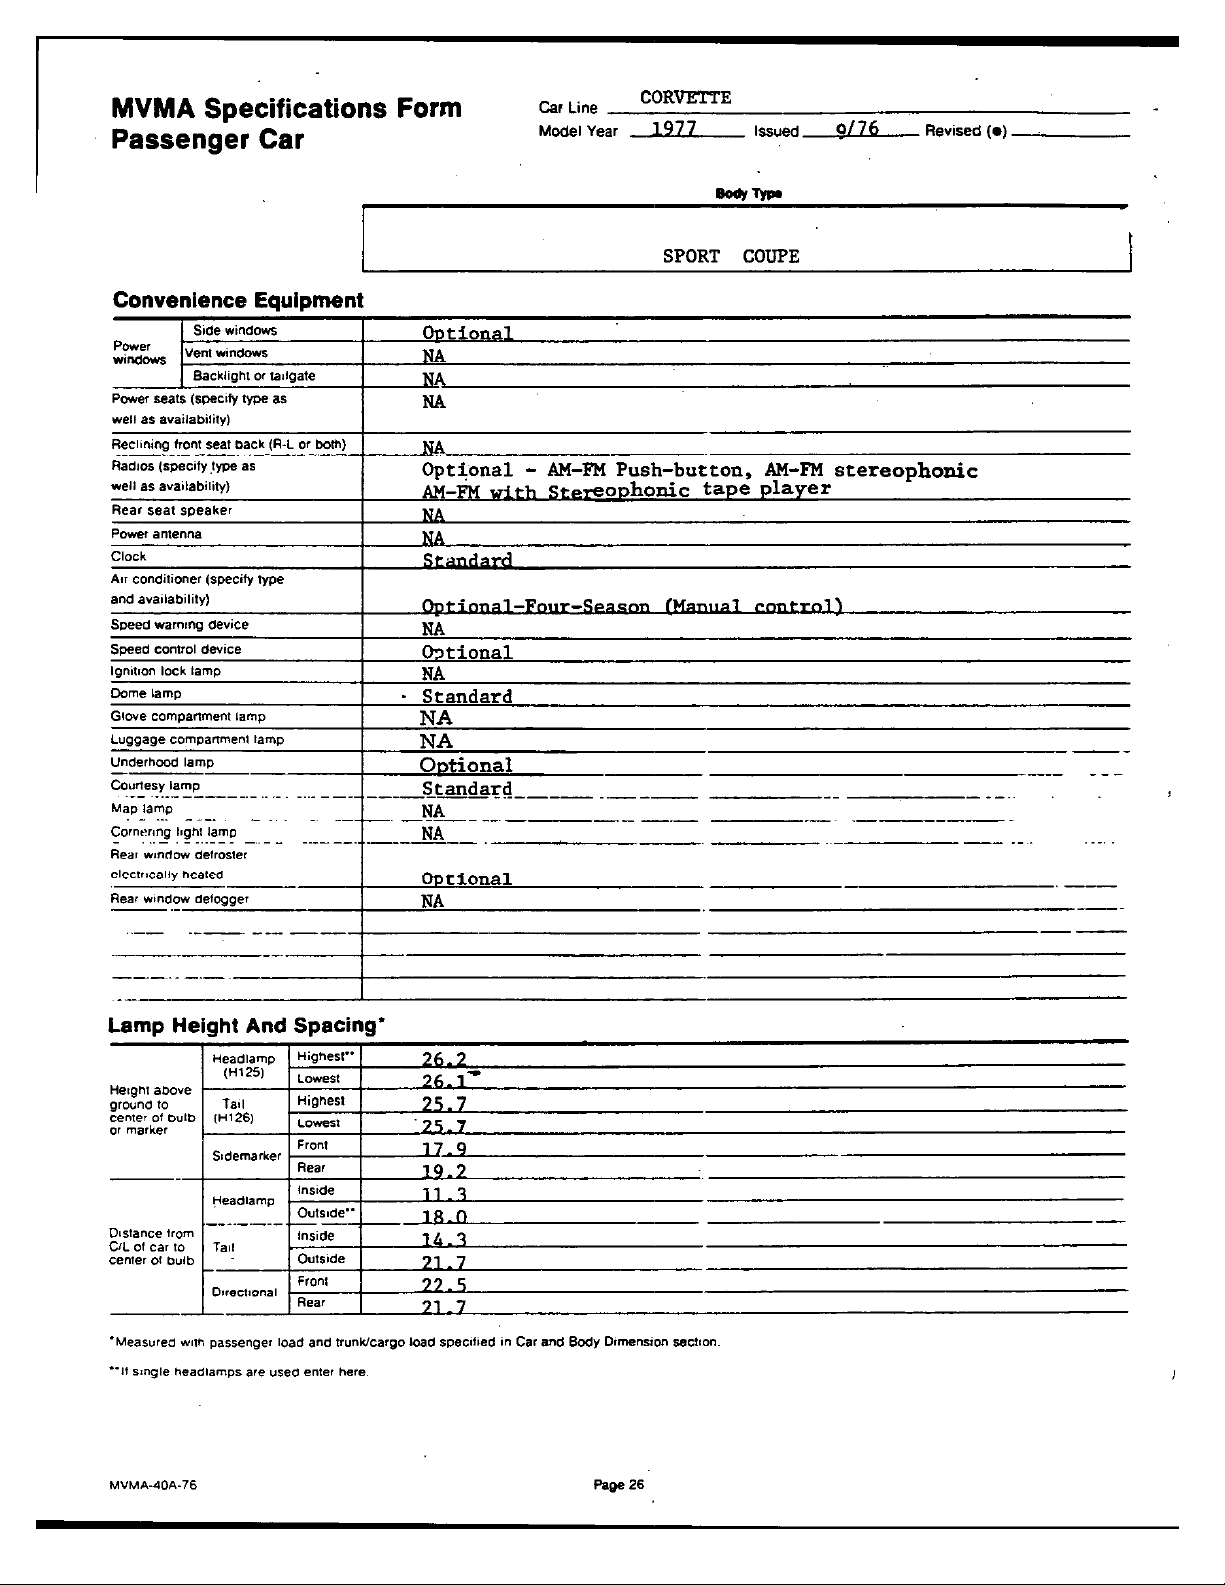 MVMA Specifications Form
Passenger Car
Car Line CORVETTE
Model Year 1977 Issued 9/76 Revised (●)
Body Type
SPORT COUPE
Convenience Equipment
Power windows
Side windows Optional
Vent windows NA
Backlight or tailgate NA
Power seats (specify type as NA
well as availability)
Reclining front seat back (R-L or both) NA
Radios (specify type as Optional - AM-FM Push-button, AM-FM stereophonic
well as availability) AM-FM with Stereophonic tape player
Rear seat speaker NA
Power antenna NA
Clock Standard
Air conditioner (specify type
and availability) Optional-Four-Season (Manual control)
Speed warning device NA
Speed control device Optional
Ignition lock lamp NA
Dome lamp Standard
Glove compartment lamp NA
Luggage compartment lamp NA
Underhood lamp Optional
Courtesy lamp Standard
Map lamp NA
Cornering light lamp NA
Rear window defroster
electrically heated Optional
Rear window defogger NA
Lamp Height And Spacing*
Height above
ground to
center of bulb
or marker
Headlamp (H125) Highest** 26.2
Lowest 26.1
Tail (H126) Highest 25.7
Lowest 25.7
Sidemarker Front 17.9
Rear 19.2
Distance from
C/L of car to
center of bulb
Headlamp Inside 11.3
Outside** 18.0
Tail Inside 14.3
Outside 21.7
Directional Front 22.5
Rear 21.7
*Measured with passenger load and trunk/cargo load specified in Car and Body Dimension section.
**If single headlamps are used enter here.
MVMA-40A-76
Page 26